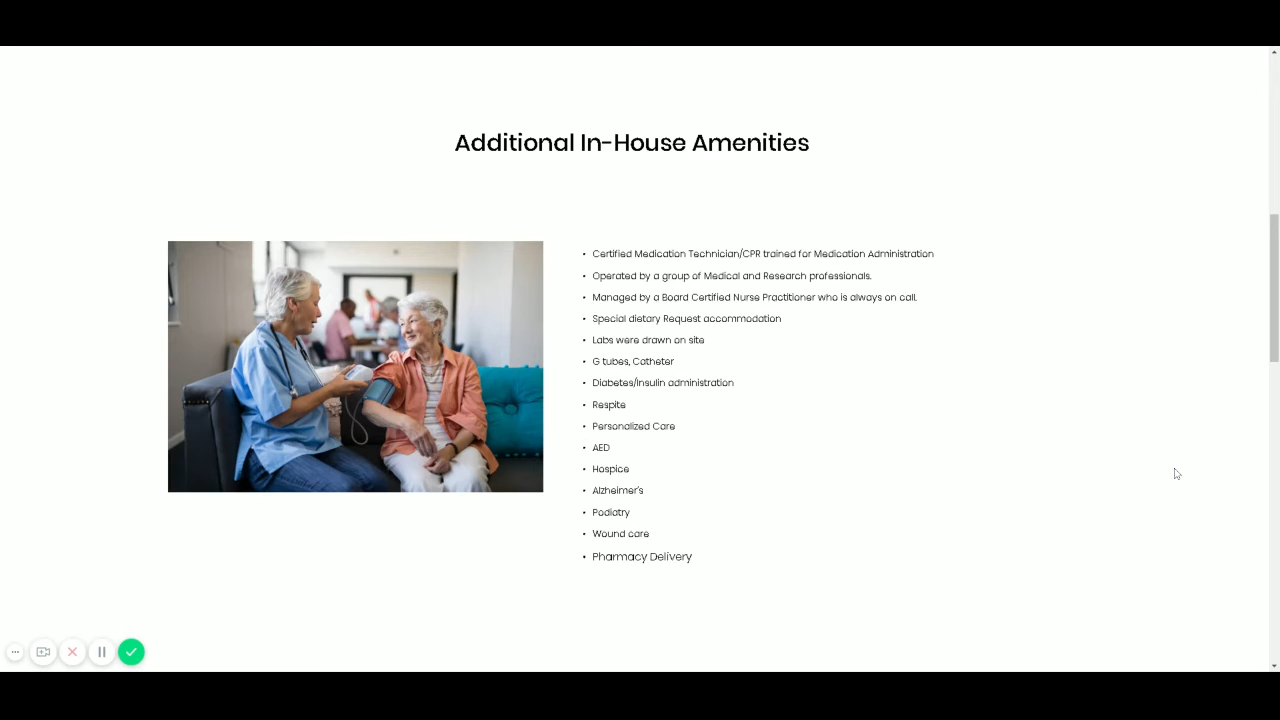 Additional In-House Amenities
• Certified Medication Technician/CPR trained for Medication Administration
• Operated by a group of Medical and Research professionals.
• Managed by a Board Certified Nurse Practitioner who is always on call.
• Special dietary Request accommodation
• Labs were drawn on site
• G tubes, Catheter
• Diabetes/Insulin administration
• Respite
• Personalized Care
• AED
• Hospice
• Alzheimer's
• Podiatry
• Wound care
• Pharmacy Delivery